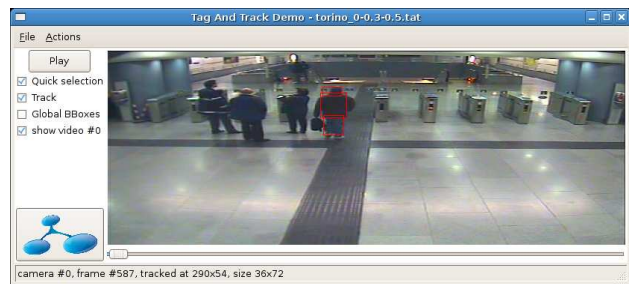 Tag And Track Demo - torino_0-0.3-0.5.tat
File Actions
Play
Quick selection
Track
Global BBoxes
show video #0
camera #0, frame #587, tracked at 290x54, size 36x72